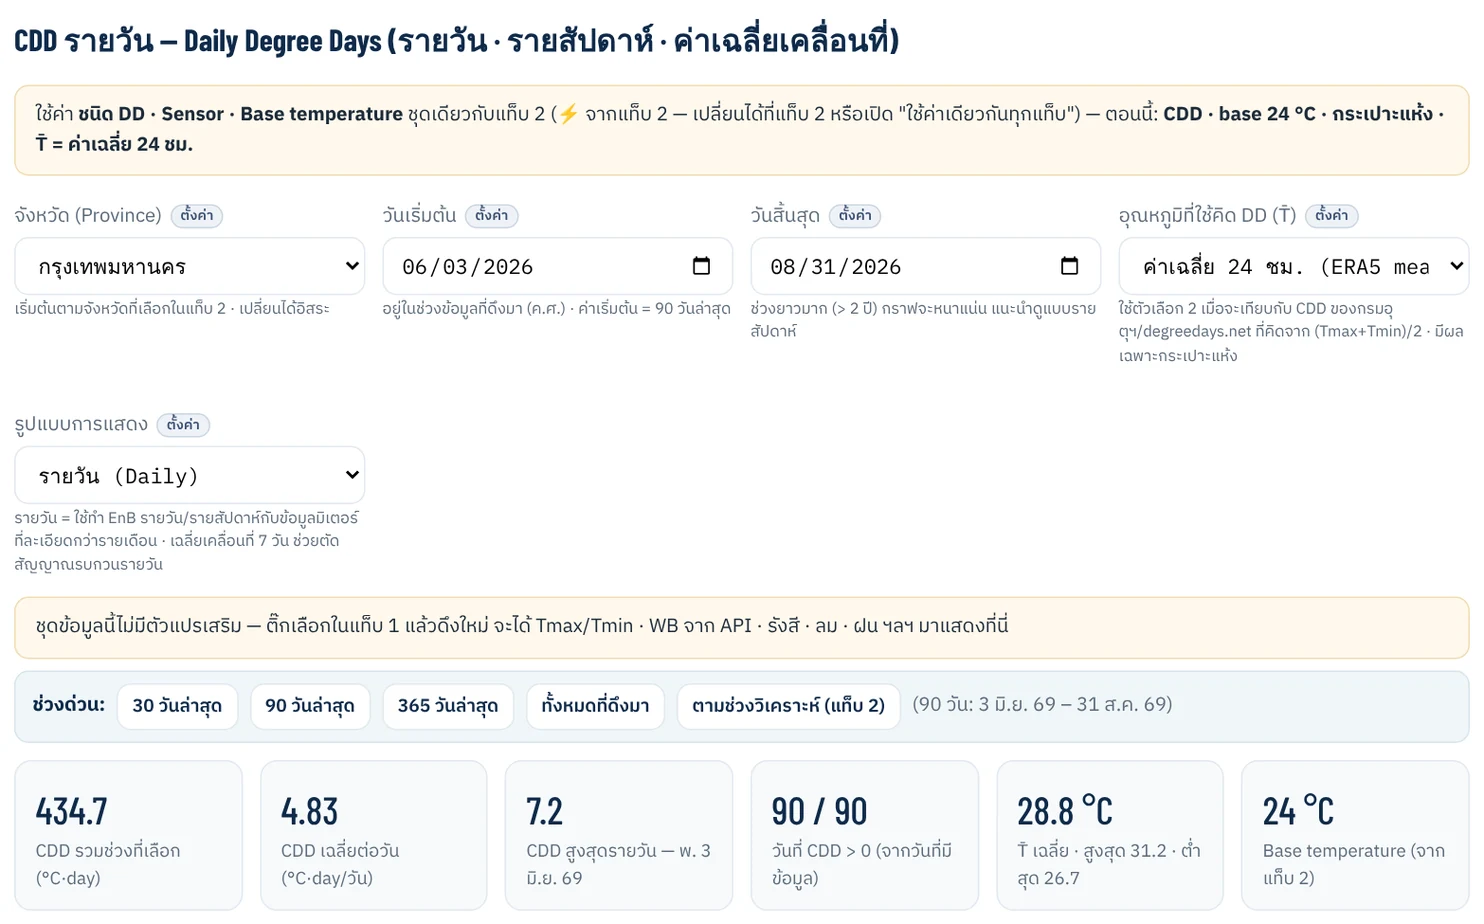 CDD รายวัน — Daily Degree Days (รายวัน · รายสัปดาห์ · ค่าเฉลี่ยเคลื่อนที่)
ใช้ค่า ชนิด DD · Sensor · Base temperature ชุดเดียวกับแท็บ 2 (⚡ จากแท็บ 2 — เปลี่ยนได้ที่แท็บ 2 หรือเปิด "ใช้ค่าเดียวกันทุกแท็บ") — ตอนนี้: CDD · base 24 °C · กระเปาะแห้ง ·
T̄ = ค่าเฉลี่ย 24 ชม.
จังหวัด (Province) ตั้งค่า
กรุงเทพมหานคร
เริ่มต้นตามจังหวัดที่เลือกในแท็บ 2 · เปลี่ยนได้อิสระ
วันเริ่มต้น ตั้งค่า
06/03/2026
อยู่ในช่วงข้อมูลที่ดึงมา (ค.ศ.) · ค่าเริ่มต้น = 90 วันล่าสุด
วันสิ้นสุด ตั้งค่า
08/31/2026
ช่วงยาวมาก (> 2 ปี) กราฟจะหนาแน่น แนะนำดูแบบราย
สัปดาห์
อุณหภูมิที่ใช้คิด DD (T̄) ตั้งค่า
ค่าเฉลี่ย 24 ชม. (ERA5 mea
ใช้ตัวเลือก 2 เมื่อจะเทียบกับ CDD ของกรมอุ
ตุฯ/degreedays.net ที่คิดจาก (Tmax+Tmin)/2 · มีผล
เฉพาะกระเปาะแห้ง
รูปแบบการแสดง ตั้งค่า
รายวัน (Daily)
รายวัน = ใช้ทำ EnB รายวัน/รายสัปดาห์กับข้อมูลมิเตอร์
ที่ละเอียดกว่ารายเดือน · เฉลี่ยเคลื่อนที่ 7 วัน ช่วยตัด
สัญญาณรบกวนรายวัน
ชุดข้อมูลนี้ไม่มีตัวแปรเสริม — ติ๊กเลือกในแท็บ 1 แล้วดึงใหม่ จะได้ Tmax/Tmin · WB จาก API · รังสี · ลม · ฝน ฯลฯ มาแสดงที่นี่
ช่วงด่วน: 30 วันล่าสุด 90 วันล่าสุด 365 วันล่าสุด ทั้งหมดที่ดึงมา ตามช่วงวิเคราะห์ (แท็บ 2) (90 วัน: 3 มิ.ย. 69 – 31 ส.ค. 69)
434.7
CDD รวมช่วงที่เลือก
(°C·day)
4.83
CDD เฉลี่ยต่อวัน
(°C·day/วัน)
7.2
CDD สูงสุดรายวัน — พ. 3
มิ.ย. 69
90 / 90
วันที่ CDD > 0 (จากวันที่มี
ข้อมูล)
28.8 °C
T̄ เฉลี่ย · สูงสุด 31.2 · ต่ำ
สุด 26.7
24 °C
Base temperature (จาก
แท็บ 2)